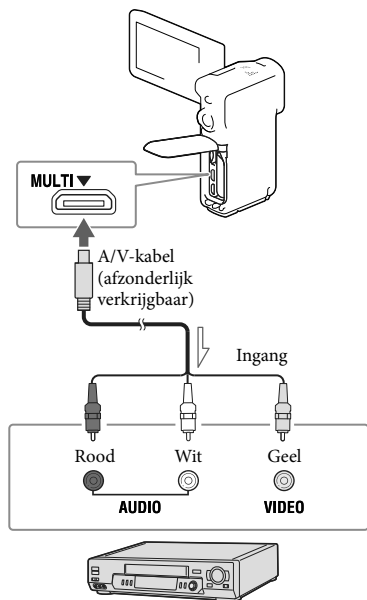 MULTI▼
A/V-kabel
(afzonderlijk
verkrijgbaar)
Ingang
Rood Wit Geel
AUDIO VIDEO